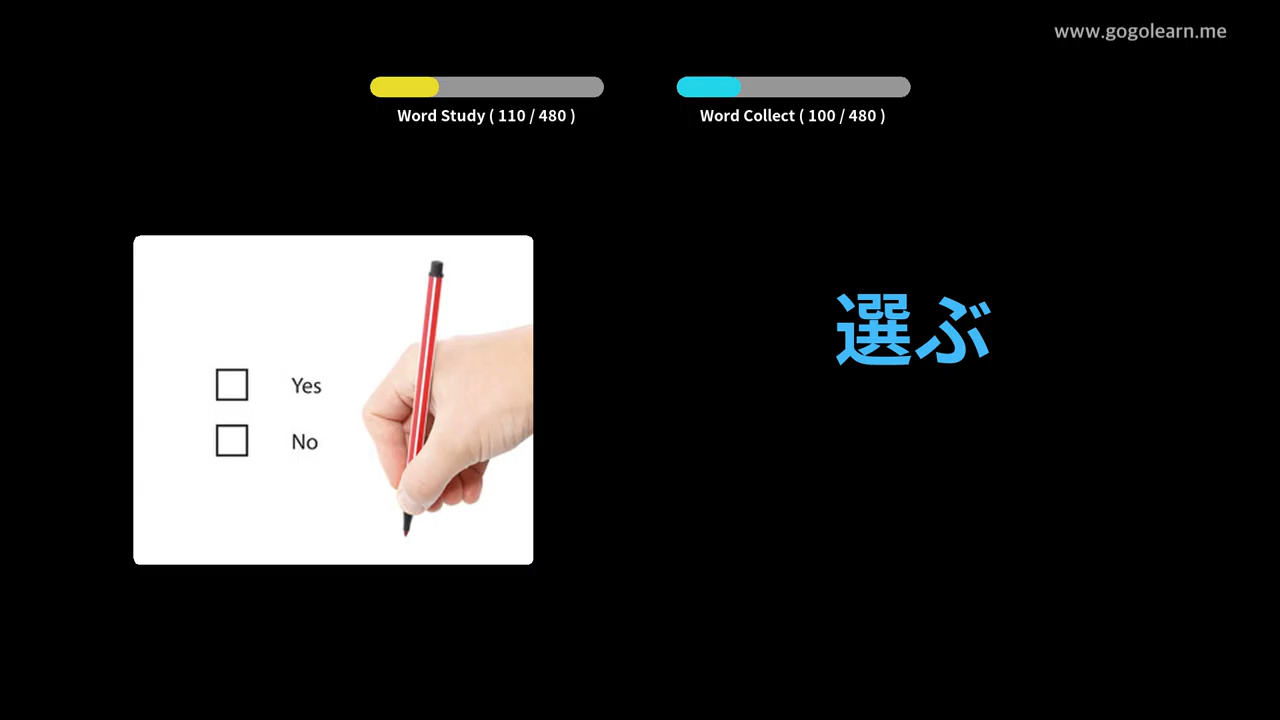 www.gogolearn.me
Word Study ( 110 / 480 )
Word Collect ( 100 / 480 )
Yes
No
選ぶ